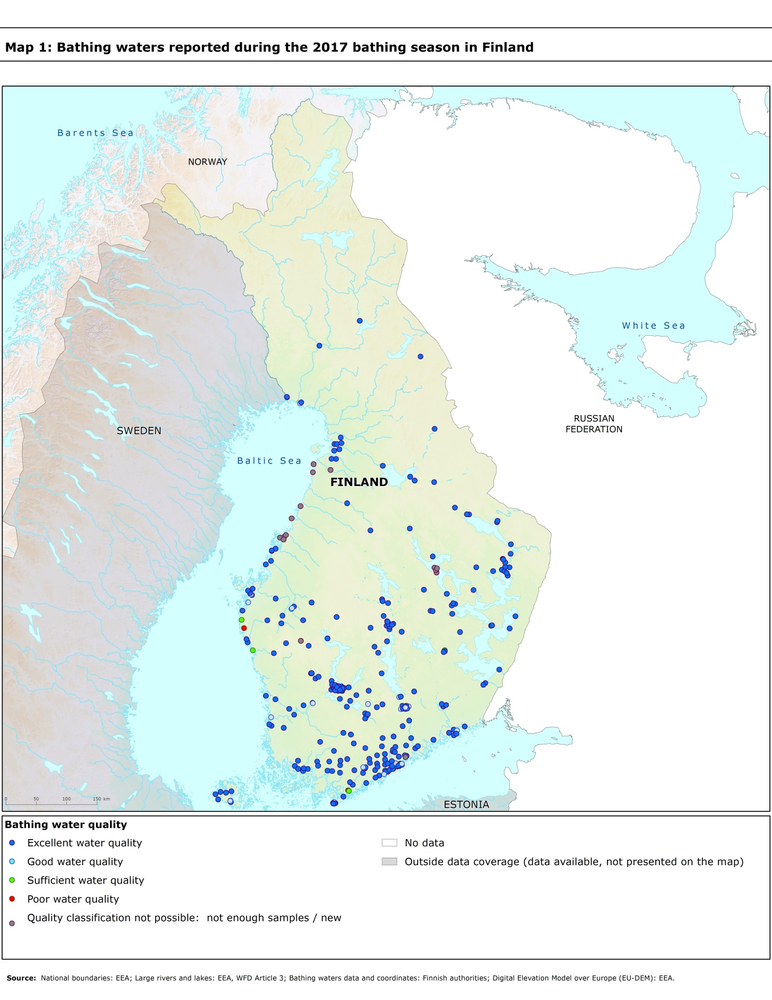 Map 1: Bathing waters reported during the 2017 bathing season in Finland
Barents Sea
NORWAY
White Sea
RUSSIAN
FEDERATION
SWEDEN
Baltic Sea
FINLAND
0 50 100 150 km
ESTONIA
Bathing water quality
Excellent water quality
Good water quality
Sufficient water quality
Poor water quality
Quality classification not possible: not enough samples / new
No data
Outside data coverage (data available, not presented on the map)
Source: National boundaries: EEA; Large rivers and lakes: EEA, WFD Article 3; Bathing waters data and coordinates: Finnish authorities; Digital Elevation Model over Europe (EU-DEM): EEA.